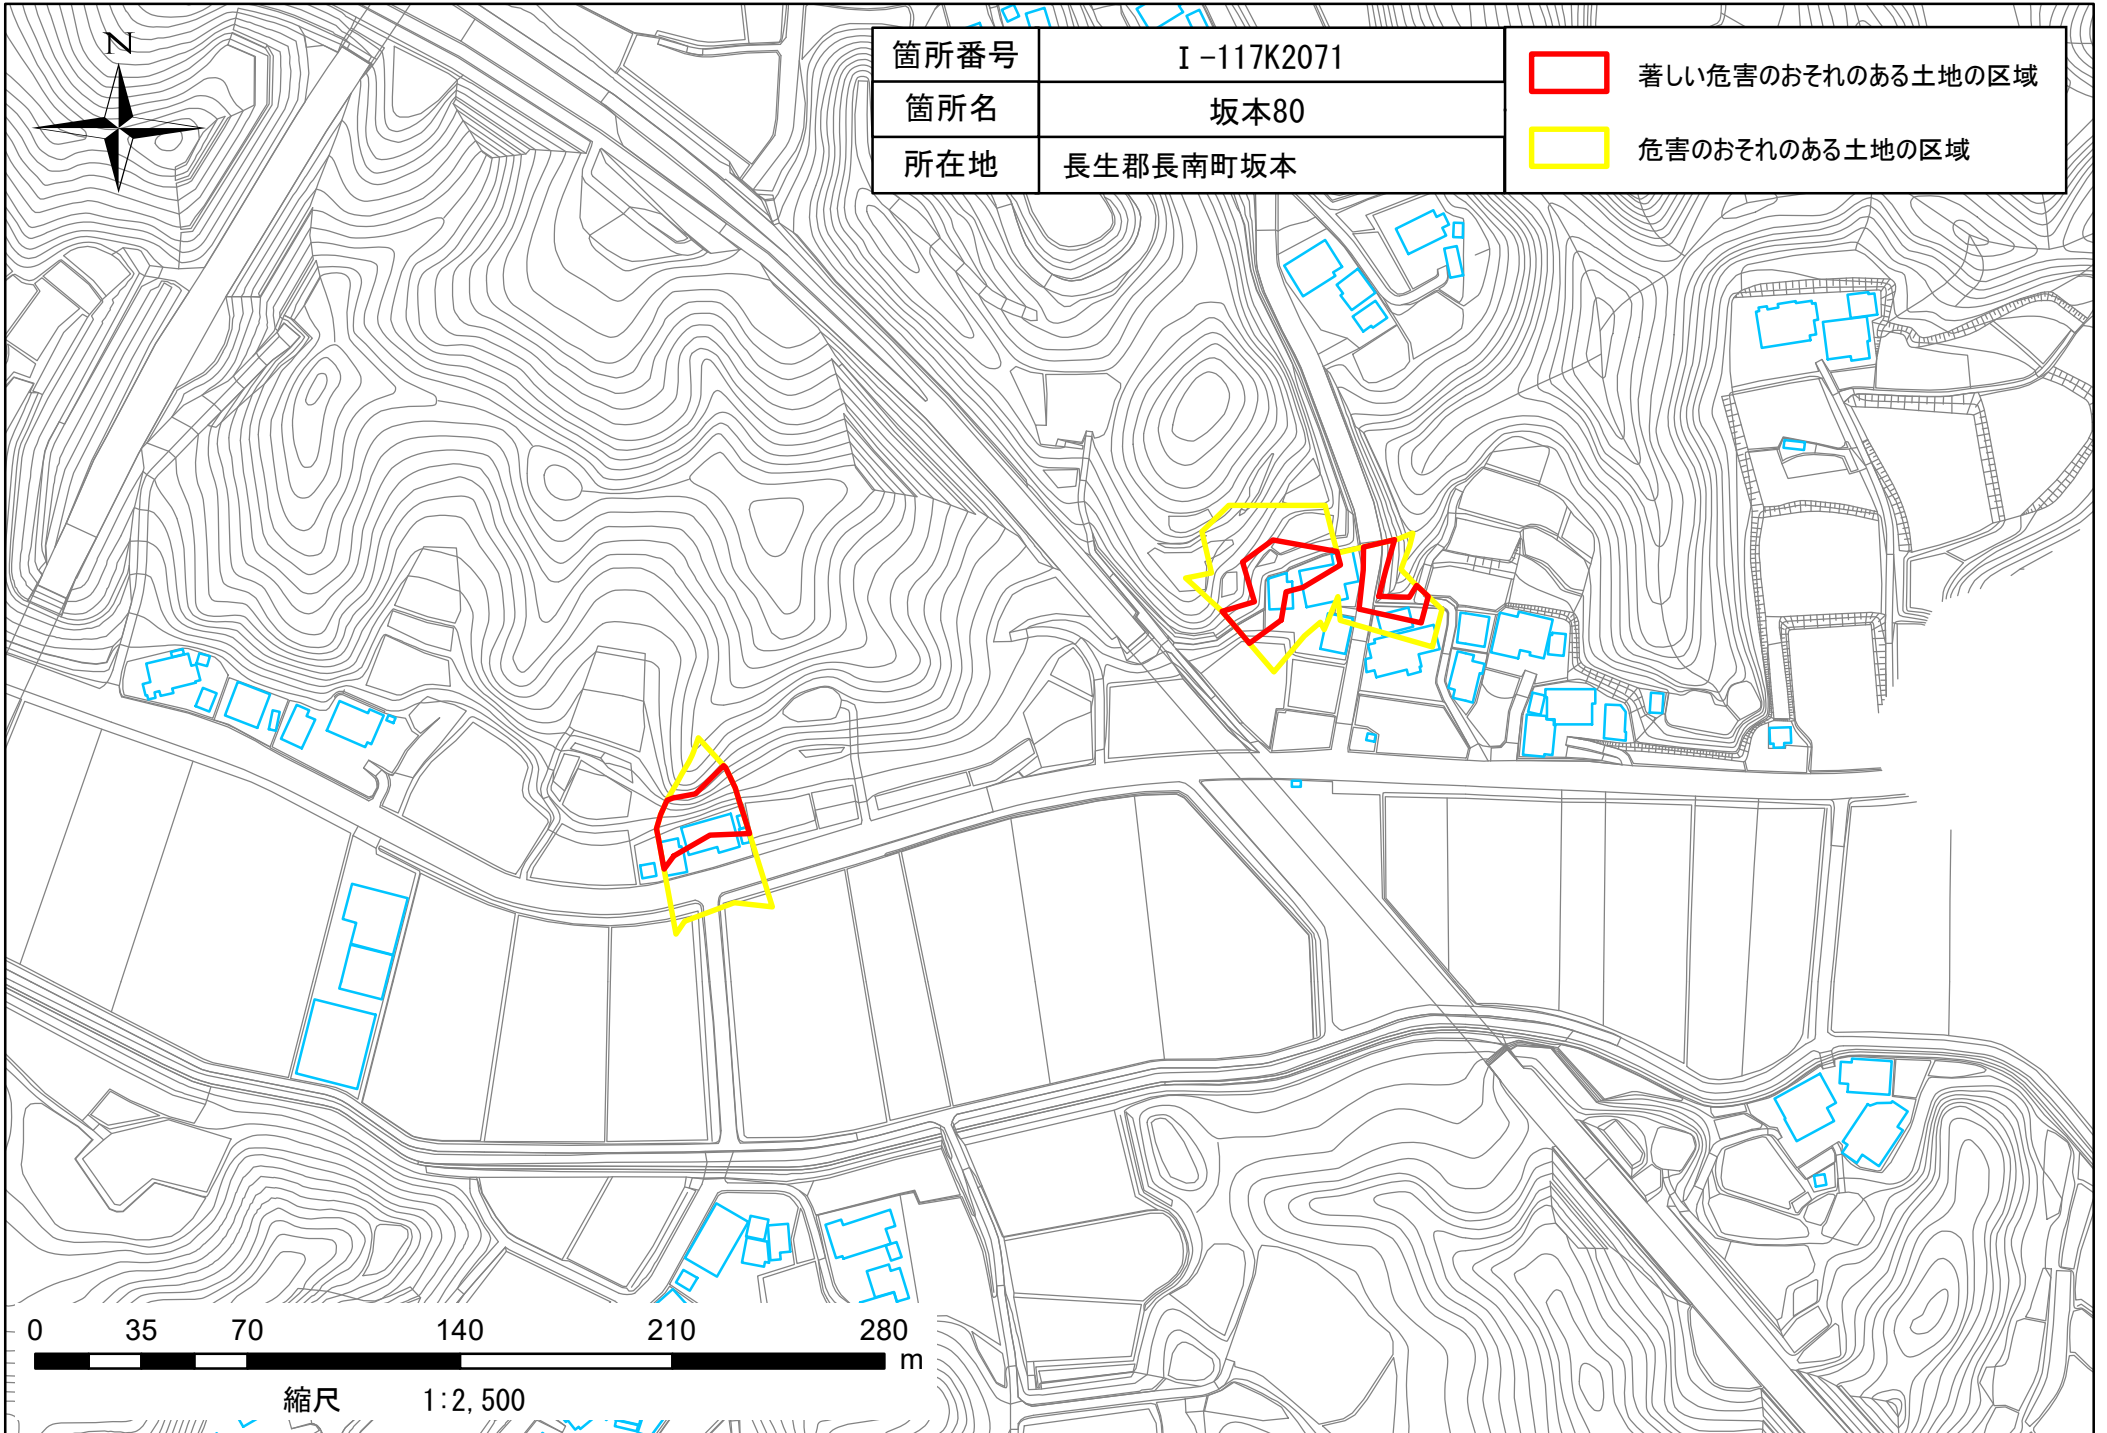 N
箇所番号 Ⅰ-117K2071
箇所名 坂本80
所在地 長生郡長南町坂本
著しい危害のおそれのある土地の区域
危害のおそれのある土地の区域
0 35 70 140 210 280
m
縮尺 1:2,500